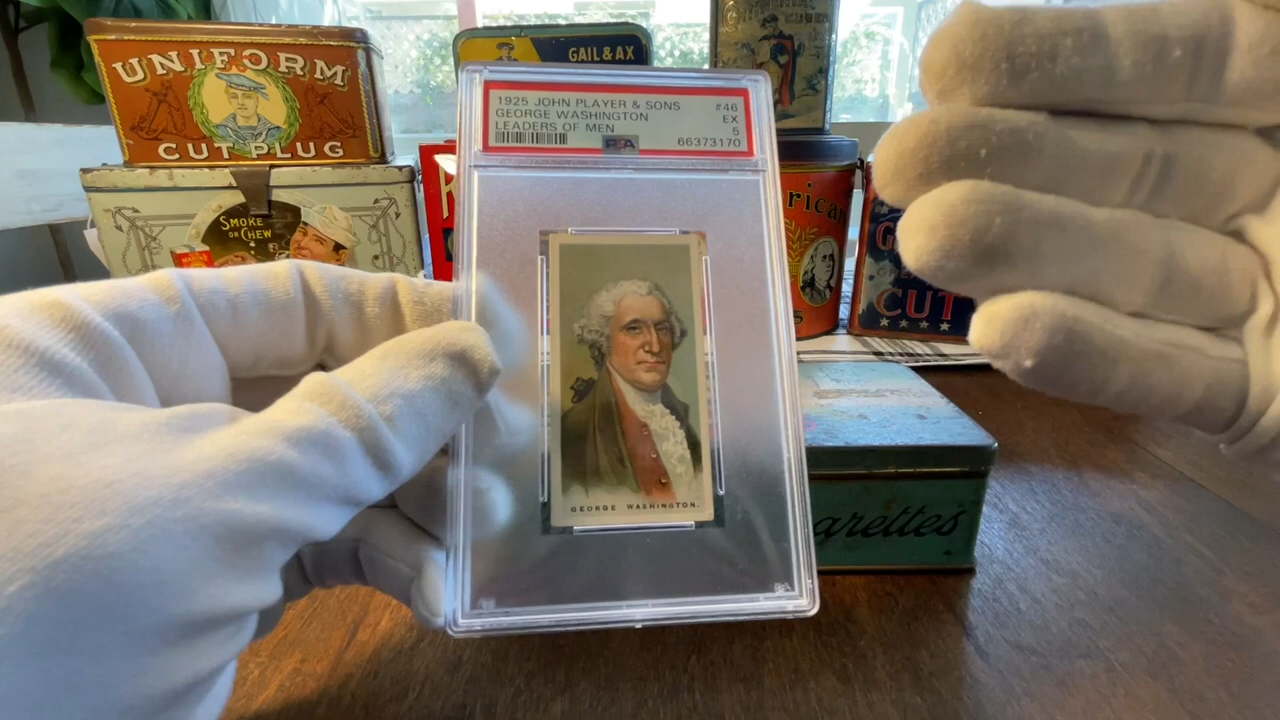 UNIFORM
CUT PLUG
SMOKE
OR CHEW
GAIL & AX
1925 JOHN PLAYER & SONS #46
GEORGE WASHINGTON EX
LEADERS OF MEN 5
PSA 66373170
GEORGE WASHINGTON.
rican
CUT
arettes